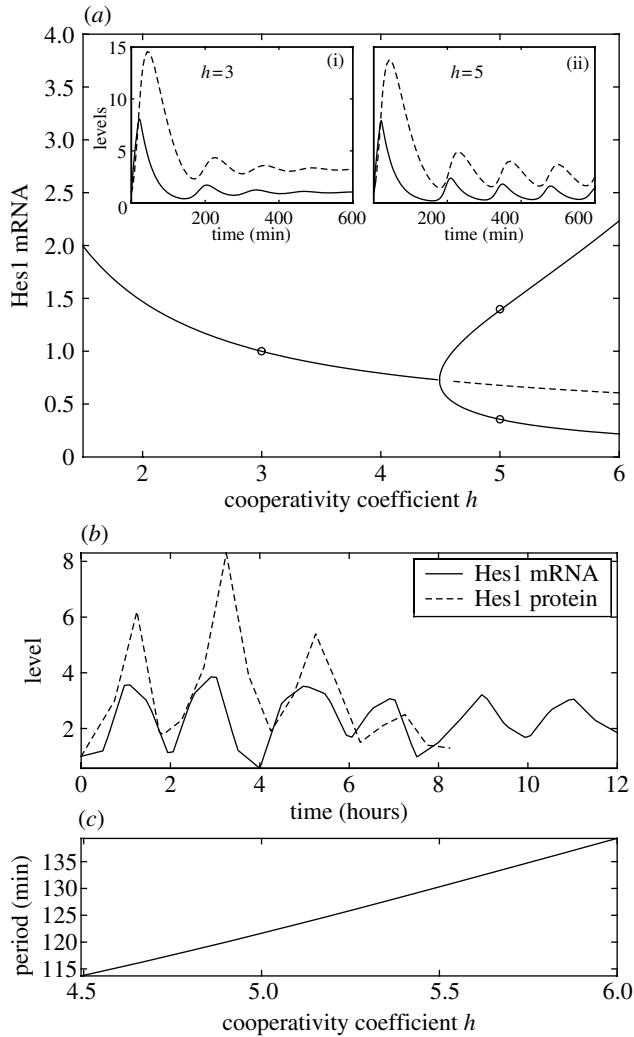 (a)
4.0
3.5
3.0
2.5
2.0
1.5
1.0
0.5
0
Hes1 mRNA
15
10
5
0
levels
h=3
(i)
200
400
600
time (min)
h=5
(ii)
200
400
600
time (min)
2
3
4
5
6
cooperativity coefficient h
(b)
8
6
4
2
level
Hes1 mRNA
Hes1 protein
0
2
4
6
8
10
12
time (hours)
(c)
135
130
125
120
115
period (min)
4.5
5.0
5.5
6.0
cooperativity coefficient h